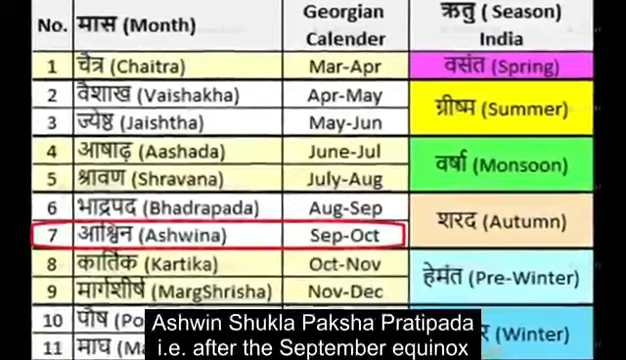 No. मास (Month) Georgian Calender ऋतु (Season) India
1 चैत्र (Chaitra) Mar-Apr वसंत (Spring)
2 वैशाख (Vaishakha) Apr-May ग्रीष्म (Summer)
3 ज्येष्ठ (Jaishtha) May-Jun
4 आषाढ़ (Aashada) June-Jul वर्षा (Monsoon)
5 श्रावण (Shravana) July-Aug
6 भाद्रपद (Bhadrapada) Aug-Sep शरद (Autumn)
7 आश्विन (Ashwina) Sep-Oct
8 कार्तिक (Kartika) Oct-Nov हेमंत (Pre-Winter)
9 मार्गशीर्ष (MargShrisha) Nov-Dec
10 पौष (Winter)
11 माघ
Ashwin Shukla Paksha Pratipada
i.e. after the September equinox